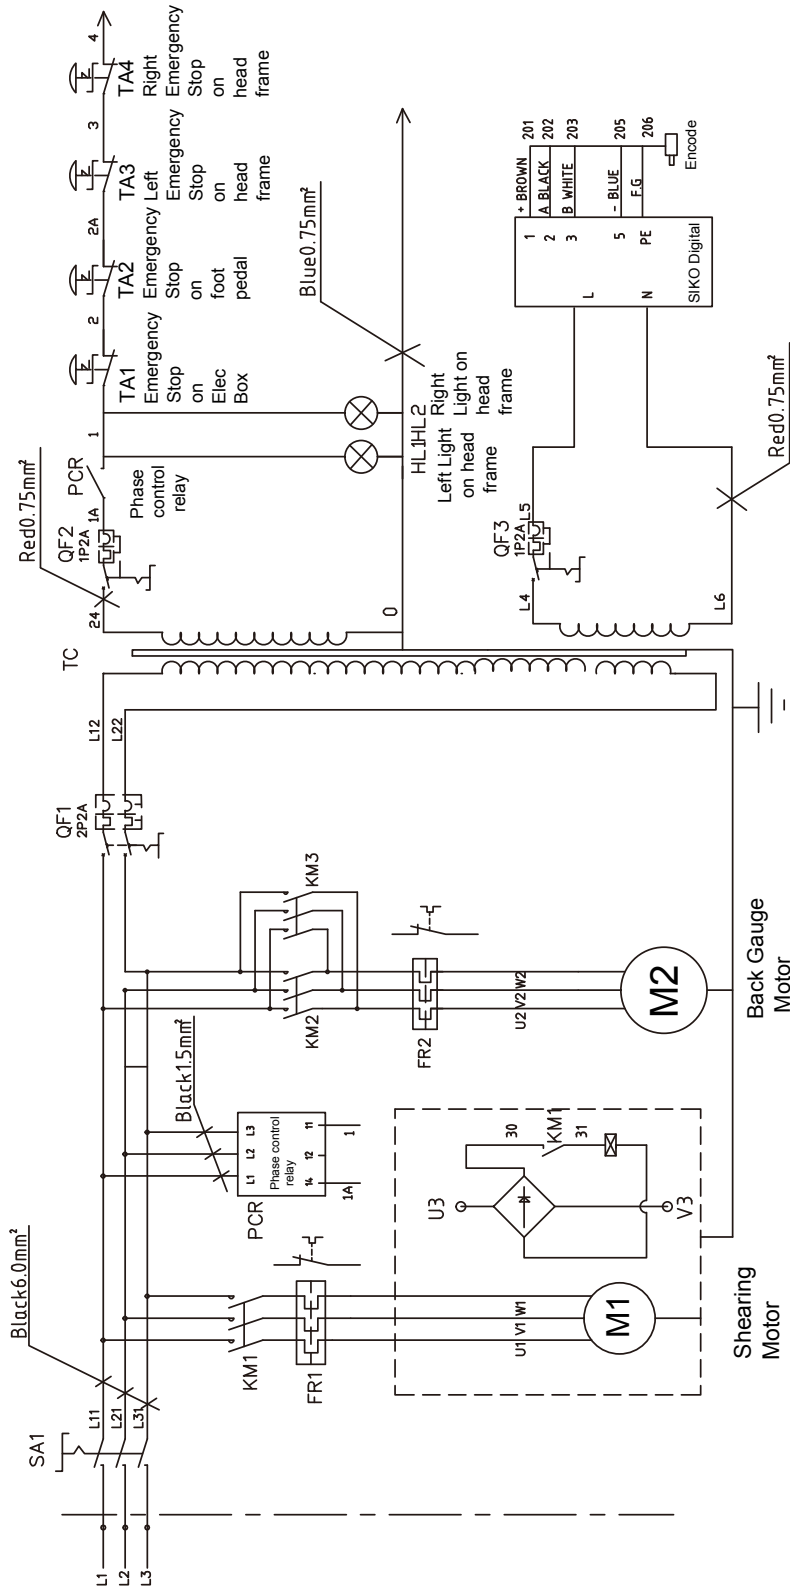 L1
L2
L3
SA1
L11
L21
L31
Black6.0mm²
KM1
FR1
U1 V1 W1
M1
Shearing
Motor
PCR
L1 L2 L3
Phase control
relay
14 12 11
1A
1
Black1.5mm²
U3
V3
30
KM1
31
KM2
KM3
FR2
U2 V2 W2
M2
Back Gauge
Motor
QF1
2P2A
L12
L22
TC
24
0
Red0.75mm²
QF2
1P2A
1A
PCR
Phase
control
relay
1
HL1
Left Light
on head
frame
HL2
Right
Light on
head
frame
Blue0.75mm²
TA1
Emergency
Stop
on
Elec
Box
2
TA2
Emergency
Stop
on
foot
pedal
2A
TA3
Left
Emergency
Stop
on
head
frame
3
TA4
Right
Emergency
Stop
on
head
frame
4
L4
QF3
1P2A
L5
L6
Red0.75mm²
L
N
SIKO Digital
1
2
3
5
PE
+ BROWN
A BLACK
B WHITE
- BLUE
F.G
201
202
203
205
206
Encode